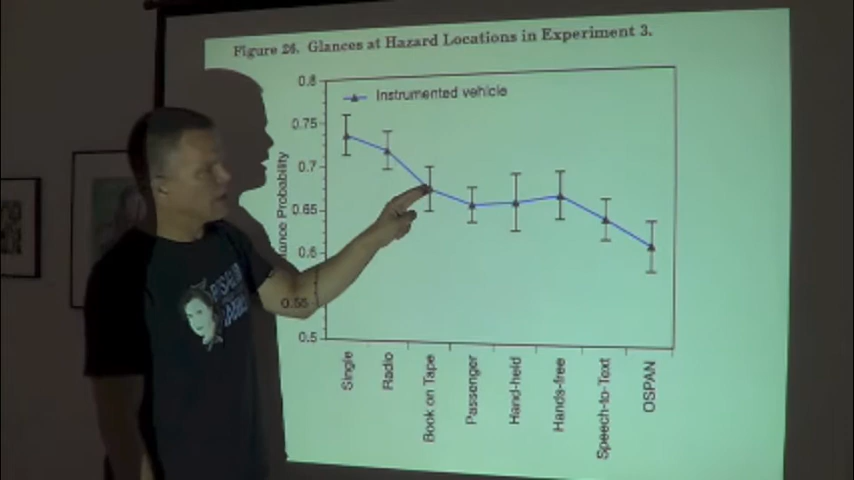 Figure 26. Glances at Hazard Locations in Experiment 3.
0.8
Instrumented vehicle
0.75
0.7
0.65
0.6
0.55
0.5
lance Probability
Single
Radio
Book on Tape
Passenger
Hand-held
Hands-free
Speech-to-Text
OSPAN